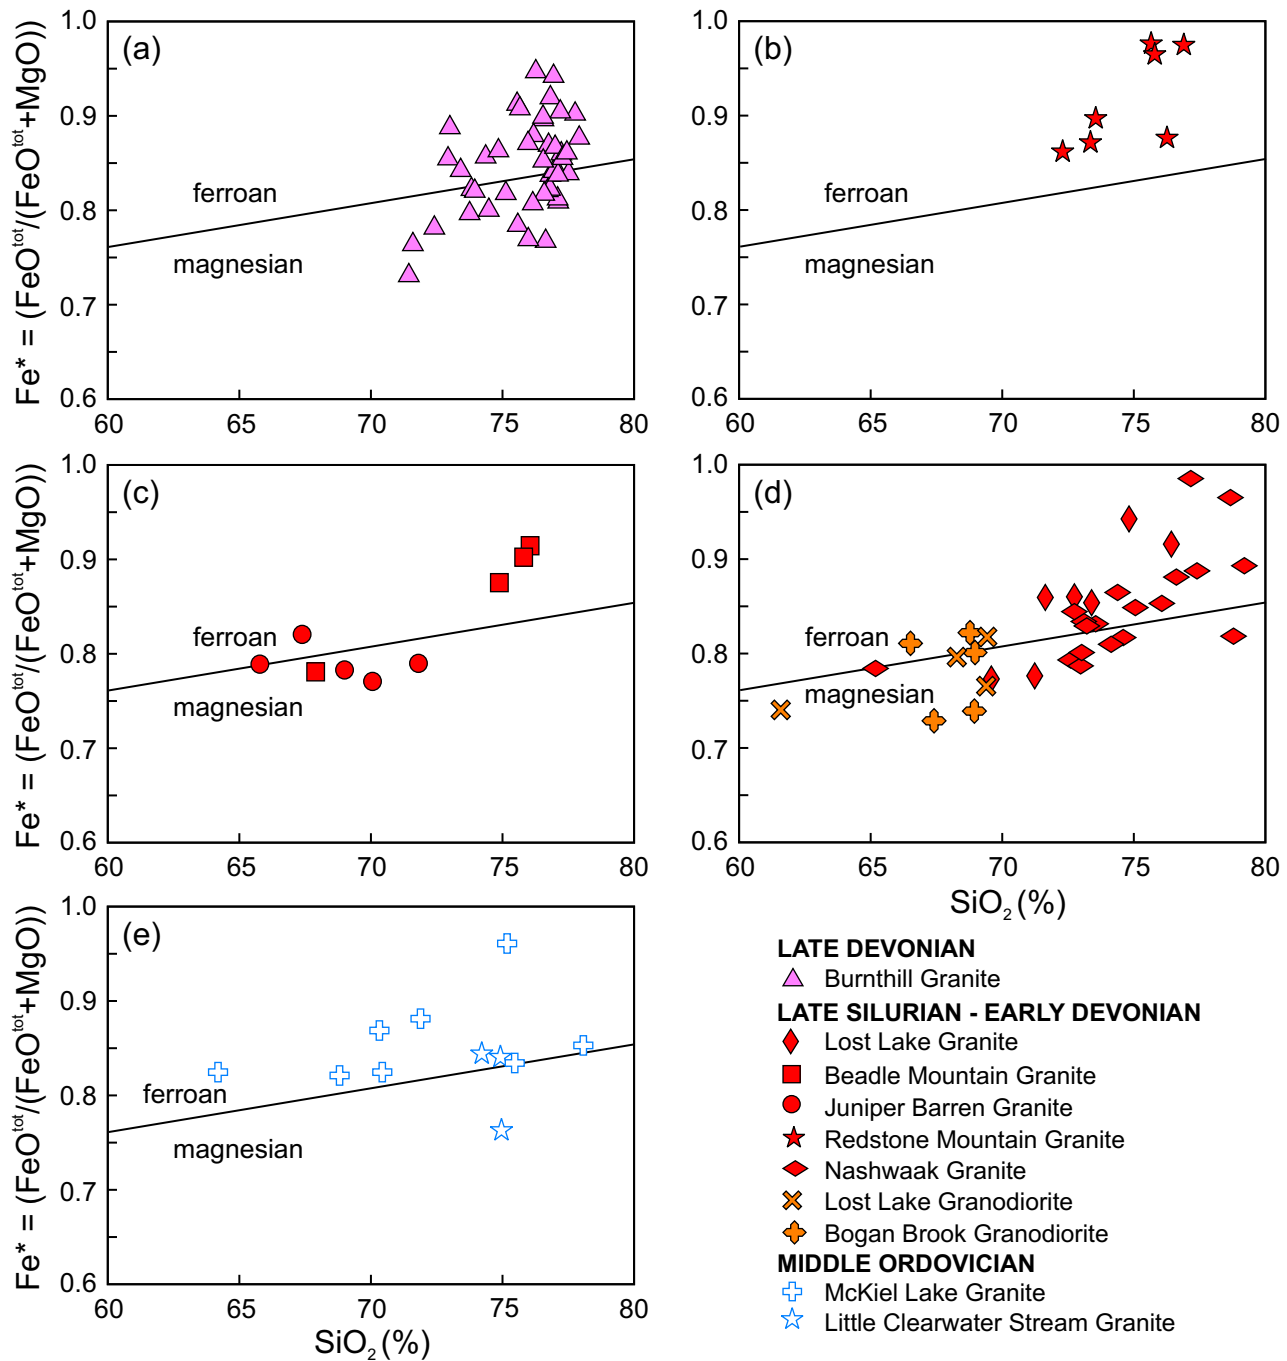 (a)
ferroan
magnesian
1.0
0.9
0.8
0.7
0.6
60
65
70
75
80
Fe* = (FeO^tot/(FeO^tot+MgO))
(b)
ferroan
magnesian
1.0
0.9
0.8
0.7
0.6
60
65
70
75
80
(c)
ferroan
magnesian
1.0
0.9
0.8
0.7
0.6
60
65
70
75
80
Fe* = (FeO^tot/(FeO^tot+MgO))
(d)
ferroan
magnesian
1.0
0.9
0.8
0.7
0.6
60
65
70
75
80
SiO₂ (%)
(e)
ferroan
magnesian
1.0
0.9
0.8
0.7
0.6
60
65
70
75
80
Fe* = (FeO^tot/(FeO^tot+MgO))
SiO₂ (%)
LATE DEVONIAN
Burnthill Granite
LATE SILURIAN - EARLY DEVONIAN
Lost Lake Granite
Beadle Mountain Granite
Juniper Barren Granite
Redstone Mountain Granite
Nashwaak Granite
Lost Lake Granodiorite
Bogan Brook Granodiorite
MIDDLE ORDOVICIAN
McKiel Lake Granite
Little Clearwater Stream Granite